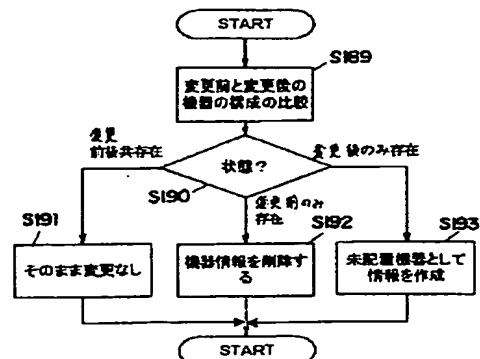 START
S189
変更前と変更後の
機器の構成の比較
変更
前後共存在
状態?
変更後のみ存在
S190
変更前のみ
存在
S191
S192
S193
そのまま変更なし
機器情報を削除す
る
未配置機器として
情報を作成
START